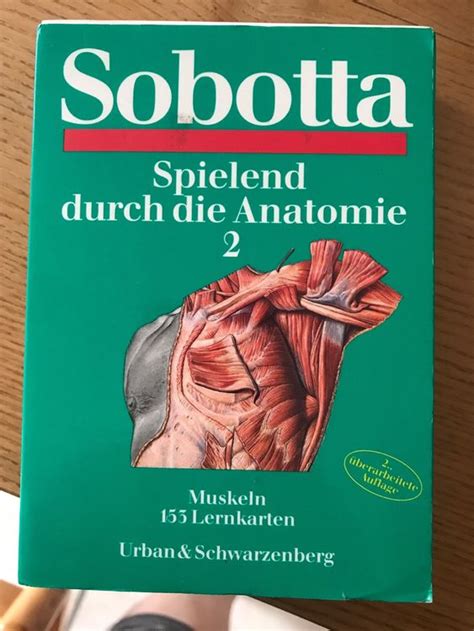 Sobotta
Spielend
durch die Anatomie
2
2.,
überarbeitete
Auflage
Muskeln
153 Lernkarten
Urban & Schwarzenberg